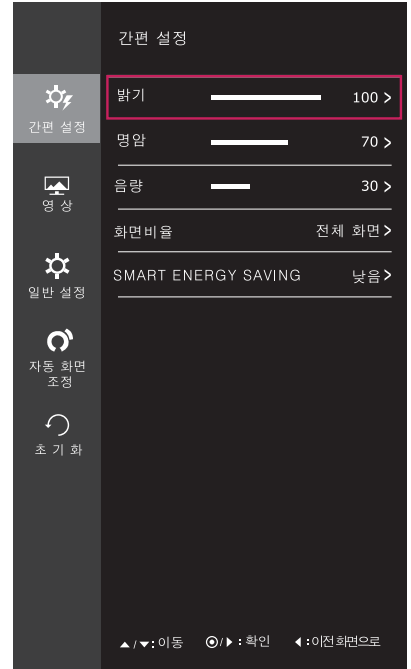 간편 설정
간편 설정
영 상
일반 설정
자동 화면
조정
초 기 화
밝기 100 >
명암 70 >
음량 30 >
화면비율 전체 화면 >
SMART ENERGY SAVING 낮음 >
▲/▼: 이동 ⊙/▶ : 확인 ◀ : 이전 화면으로